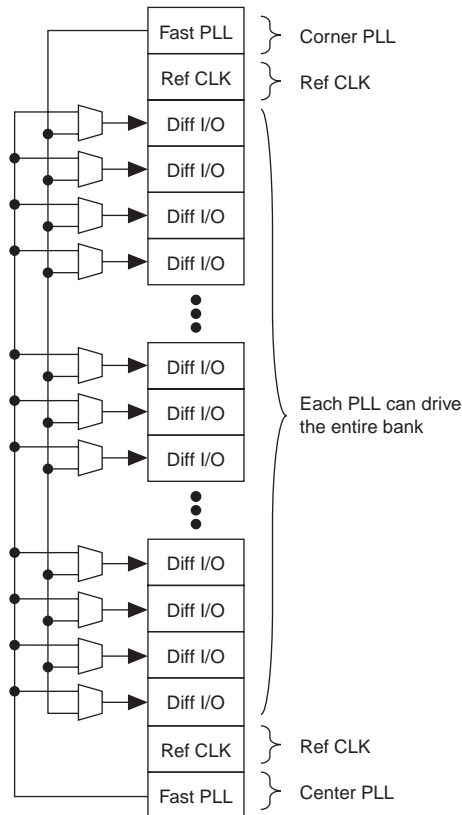 Fast PLL
Corner PLL
Ref CLK
Ref CLK
Diff I/O
Diff I/O
Diff I/O
Diff I/O
Diff I/O
Diff I/O
Diff I/O
Each PLL can drive
the entire bank
Diff I/O
Diff I/O
Diff I/O
Diff I/O
Ref CLK
Ref CLK
Fast PLL
Center PLL